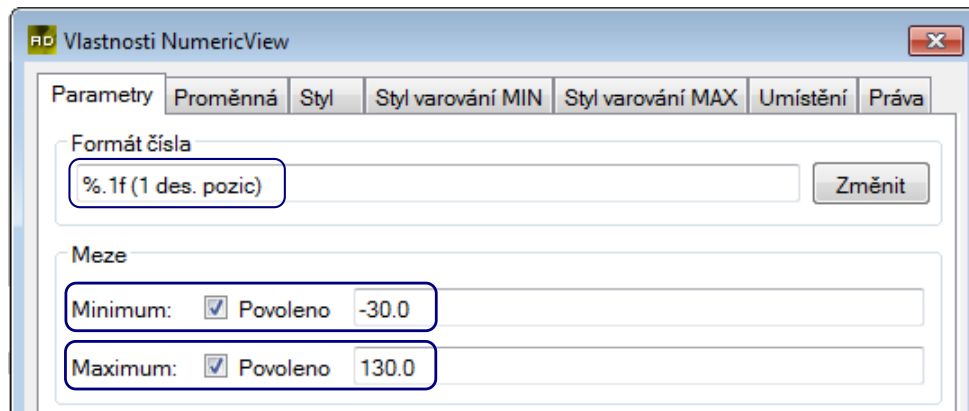 RD Vlastnosti NumericView
Parametry Proměnná Styl Styl varování MIN Styl varování MAX Umístění Práva
Formát čísla
%.1f (1 des. pozic) Změnit
Meze
Minimum: Povoleno -30.0
Maximum: Povoleno 130.0